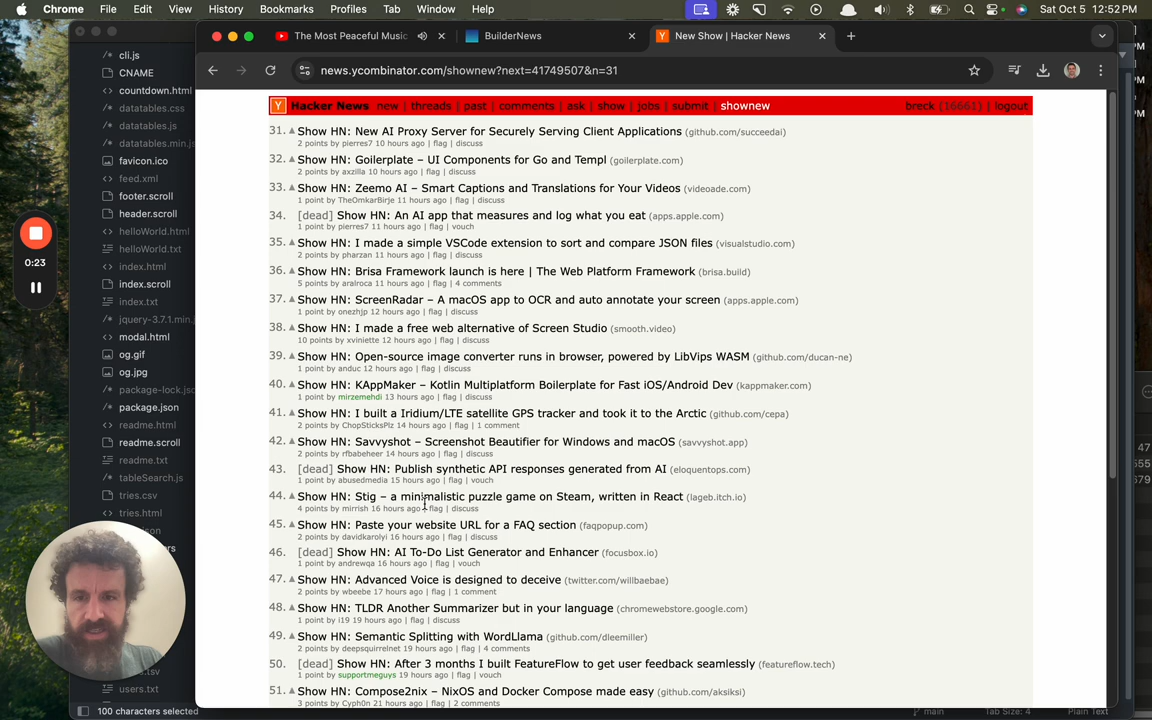 Chrome File Edit View History Bookmarks Profiles Tab Window Help Sat Oct 5 12:52 PM
The Most Peaceful Music
BuilderNews
New Show | Hacker News
news.ycombinator.com/shownew?next=41749507&n=31
0:23
cli.js
CNAME
countdown.html
datatables.css
datatables.js
datatables.min.j
favicon.ico
feed.xml
footer.scroll
header.scroll
helloWorld.html
helloWorld.txt
index.html
index.scroll
index.txt
jquery-3.7.1.min.j
modal.html
og.gif
og.jpg
package-lock.js
package.json
readme.html
readme.scroll
readme.txt
tableSearch.js
tries.csv
tries.html
users.txt
Y Hacker News new | threads | past | comments | ask | show | jobs | submit | shownew breck (16661) | logout
31. Show HN: New AI Proxy Server for Securely Serving Client Applications (github.com/succeedai)
2 points by pierres7 10 hours ago | flag | discuss
32. Show HN: Goilerplate – UI Components for Go and Templ (goilerplate.com)
2 points by axzilla 10 hours ago | flag | discuss
33. Show HN: Zeemo AI – Smart Captions and Translations for Your Videos (videoade.com)
1 point by TheOmkarBirje 11 hours ago | flag | discuss
34. [dead] Show HN: An AI app that measures and log what you eat (apps.apple.com)
1 point by pierres7 11 hours ago | flag | vouch
35. Show HN: I made a simple VSCode extension to sort and compare JSON files (visualstudio.com)
2 points by pharzan 11 hours ago | flag | discuss
36. Show HN: Brisa Framework launch is here | The Web Platform Framework (brisa.build)
5 points by aralroca 11 hours ago | flag | 4 comments
37. Show HN: ScreenRadar – A macOS app to OCR and auto annotate your screen (apps.apple.com)
1 point by onezhjp 12 hours ago | flag | discuss
38. Show HN: I made a free web alternative of Screen Studio (smooth.video)
10 points by xviniette 12 hours ago | flag | discuss
39. Show HN: Open-source image converter runs in browser, powered by LibVips WASM (github.com/ducan-ne)
1 point by anduc 12 hours ago | flag | discuss
40. Show HN: KAppMaker – Kotlin Multiplatform Boilerplate for Fast iOS/Android Dev (kappmaker.com)
1 point by mirzemehdi 13 hours ago | flag | discuss
41. Show HN: I built a Iridium/LTE satellite GPS tracker and took it to the Arctic (github.com/cepa)
2 points by ChopSticksPlz 14 hours ago | flag | 1 comment
42. Show HN: Savvyshot – Screenshot Beautifier for Windows and macOS (savvyshot.app)
2 points by rfbabeheer 14 hours ago | flag | discuss
43. [dead] Show HN: Publish synthetic API responses generated from AI (eloquentops.com)
1 point by abusedmedia 15 hours ago | flag | vouch
44. Show HN: Stig – a minimalistic puzzle game on Steam, written in React (lageb.itch.io)
4 points by mirrish 16 hours ago | flag | discuss
45. Show HN: Paste your website URL for a FAQ section (faqpopup.com)
2 points by davidkarolyi 16 hours ago | flag | discuss
46. [dead] Show HN: AI To-Do List Generator and Enhancer (focusbox.io)
1 point by andrewqa 16 hours ago | flag | vouch
47. Show HN: Advanced Voice is designed to deceive (twitter.com/willbaebae)
2 points by wbeebe 17 hours ago | flag | 1 comment
48. Show HN: TLDR Another Summarizer but in your language (chromewebstore.google.com)
1 point by i19 19 hours ago | flag | discuss
49. Show HN: Semantic Splitting with WordLlama (github.com/dleemiller)
2 points by deepsquirrelnet 19 hours ago | flag | 4 comments
50. [dead] Show HN: After 3 months I built FeatureFlow to get user feedback seamlessly (featureflow.tech)
1 point by supportmeguys 19 hours ago | flag | vouch
51. Show HN: Compose2nix – NixOS and Docker Compose made easy (github.com/aksiksi)
3 points by Cyph0n 21 hours ago | flag | 2 comments
100 characters selected main Tab Size: 4 Plain Text